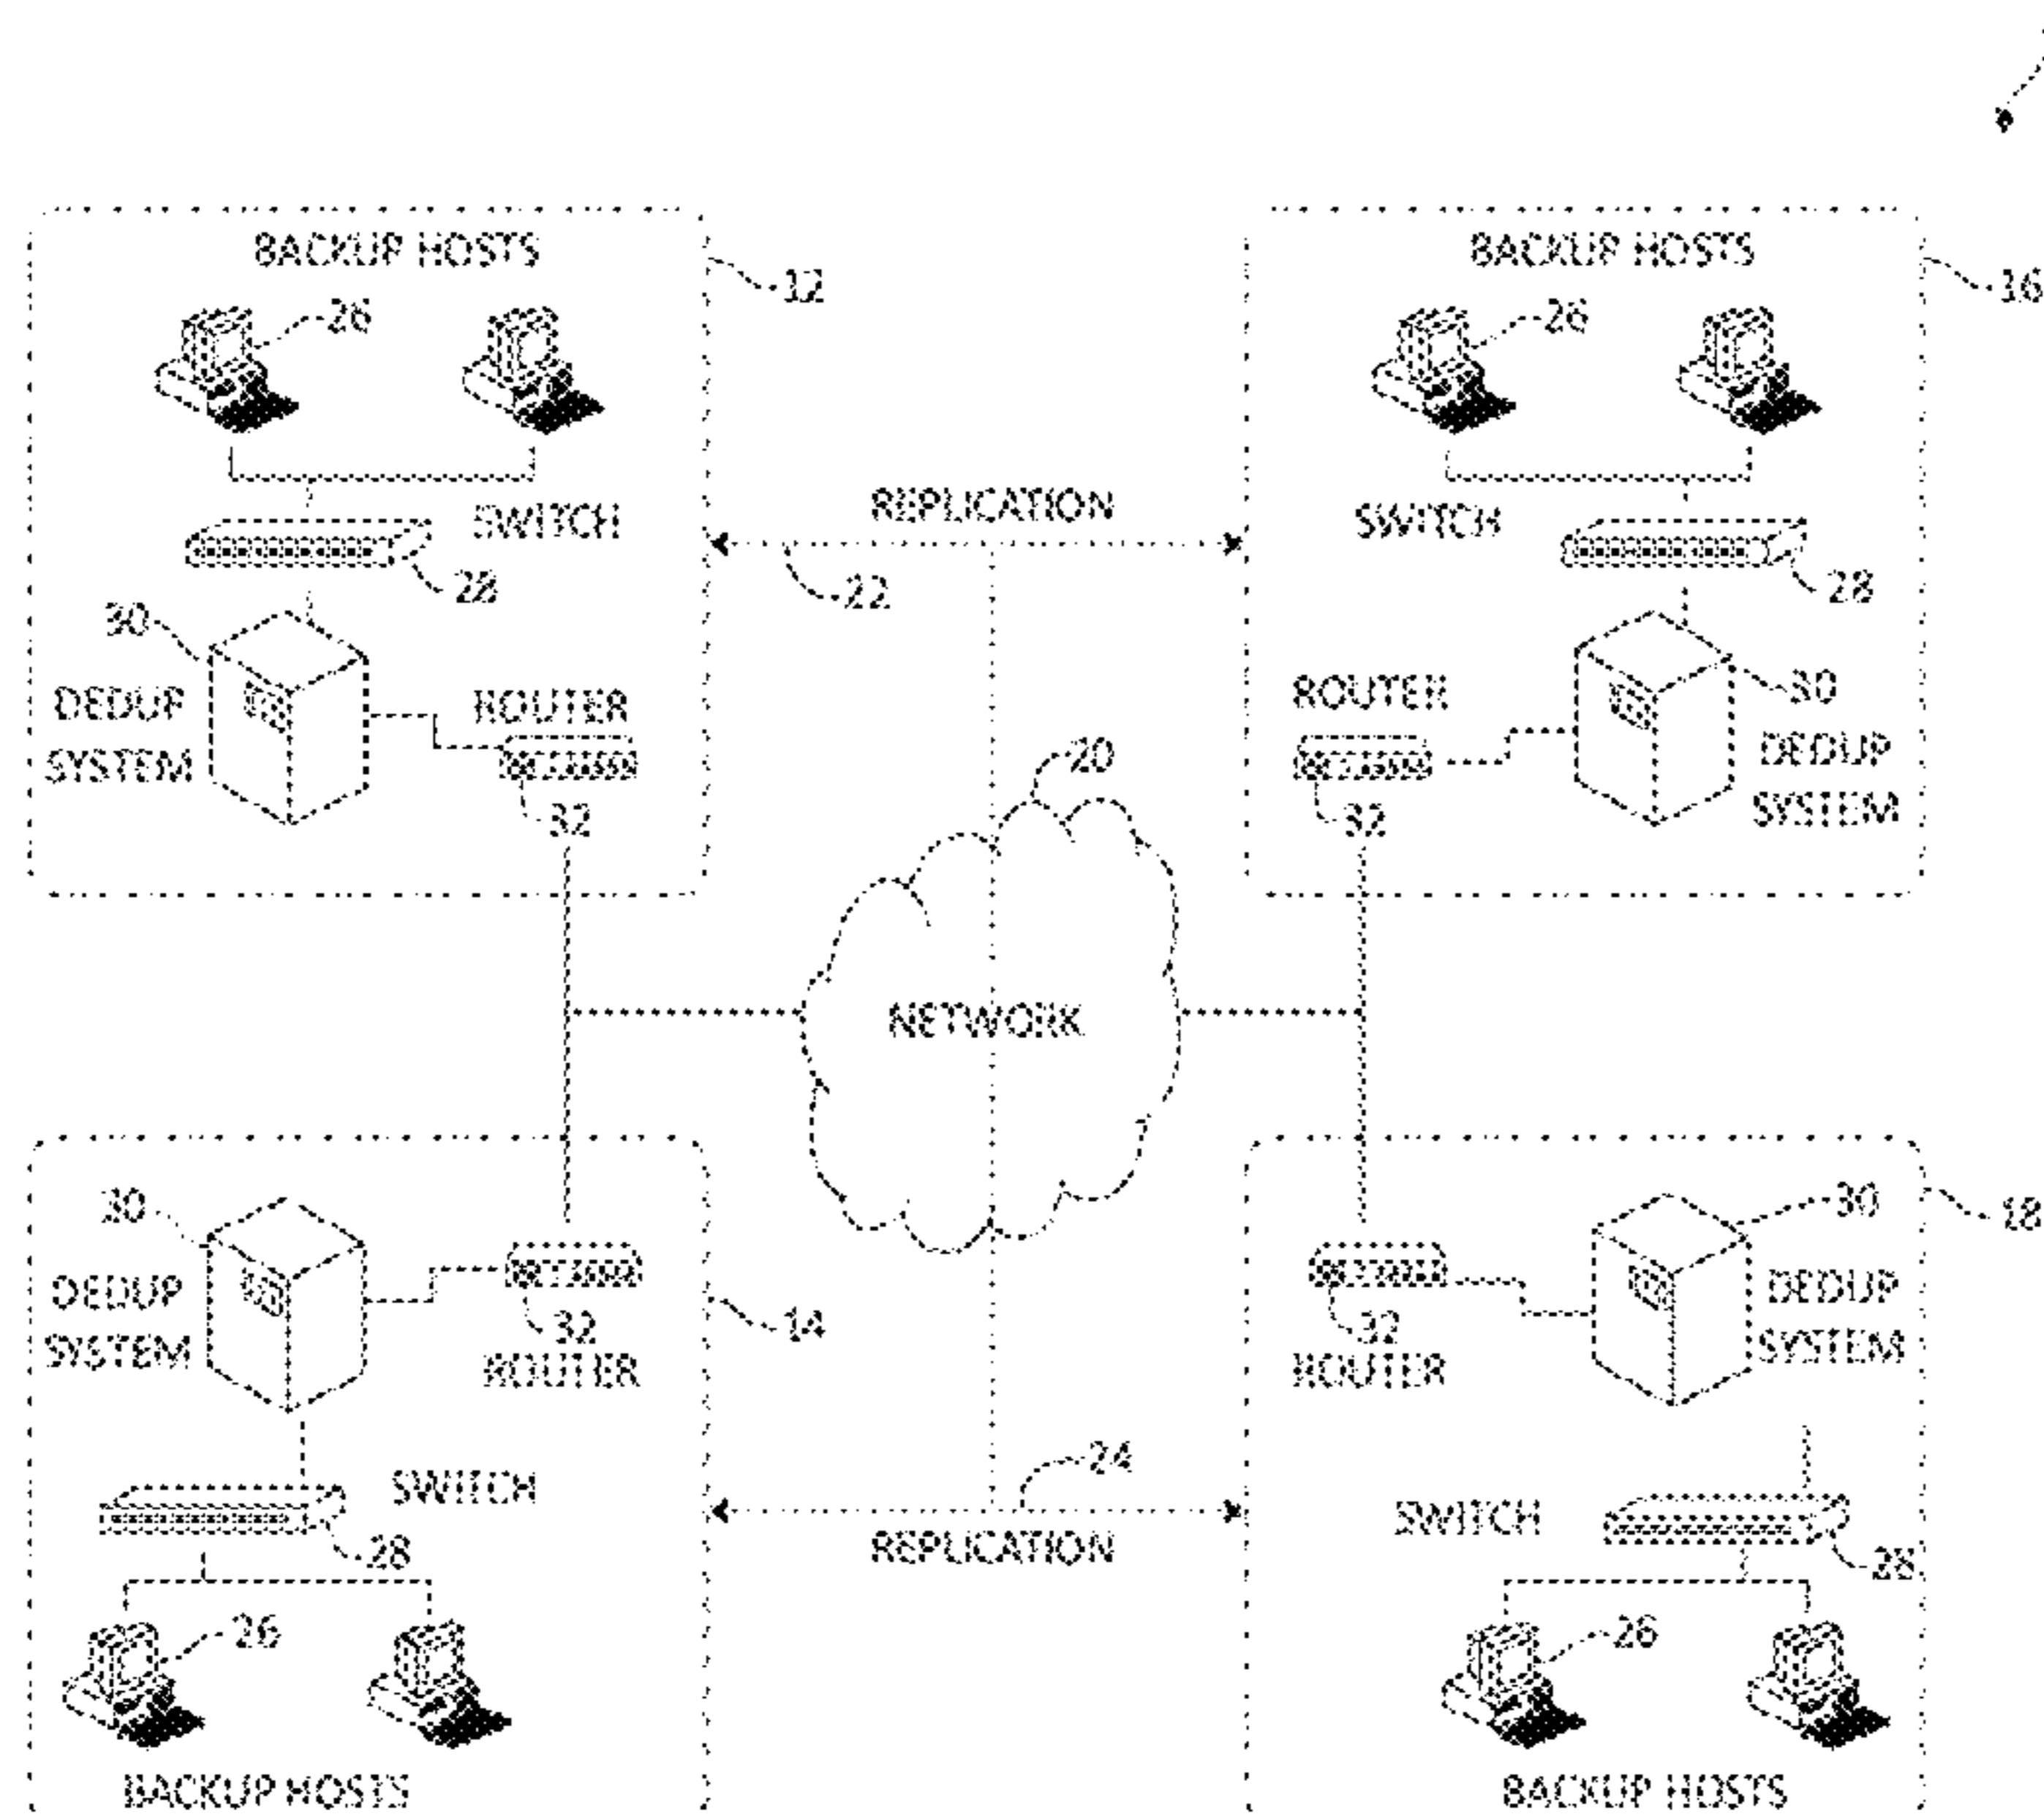 BACKUP HOSTS
12
26
SWITCH
28
30
DEDUP
SYSTEM
ROUTER
32
REPLICATION
22
BACKUP HOSTS
16
26
SWITCH
28
ROUTER
32
30
DEDUP
SYSTEM
20
NETWORK
30
DEDUP
SYSTEM
32
ROUTER
14
SWITCH
28
26
BACKUP HOSTS
24
REPLICATION
30
18
DEDUP
SYSTEM
32
ROUTER
SWITCH
28
26
BACKUP HOSTS